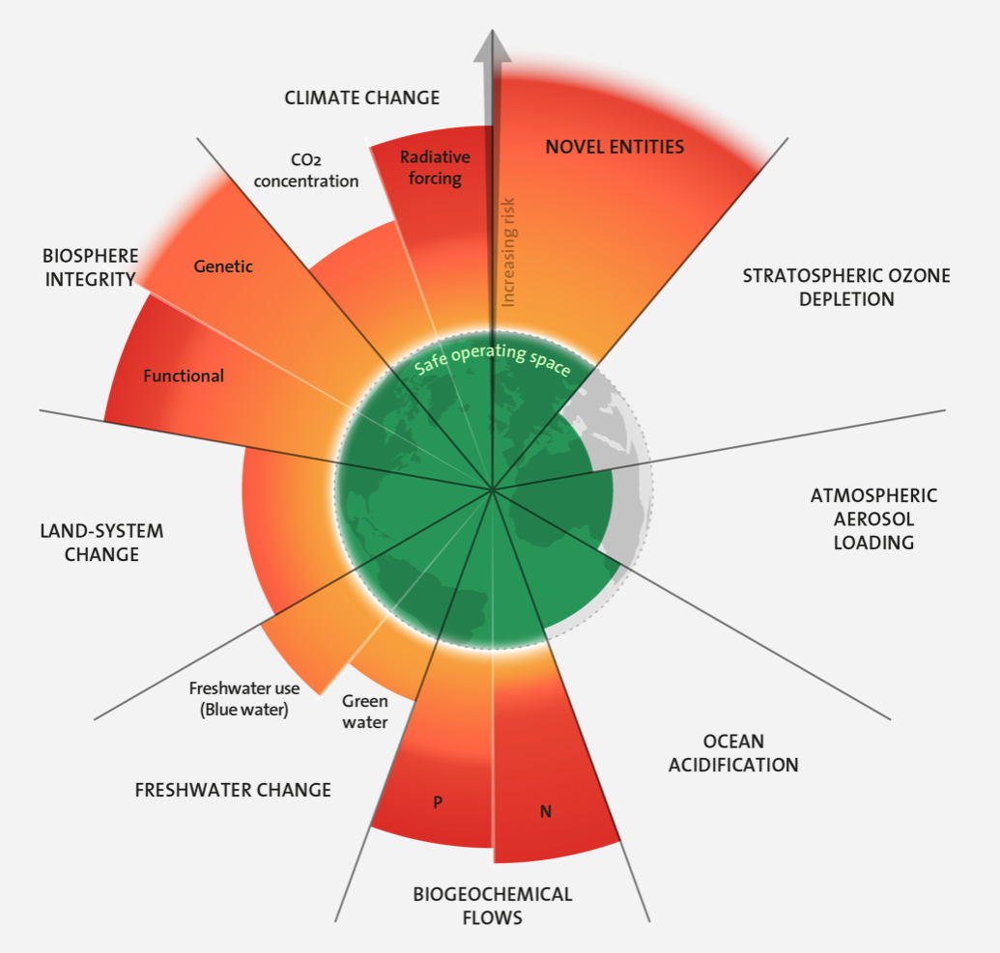 CLIMATE CHANGE
CO2
concentration
Radiative
forcing
NOVEL ENTITIES
Increasing risk
BIOSPHERE
INTEGRITY
Genetic
Functional
STRATOSPHERIC OZONE
DEPLETION
Safe operating space
ATMOSPHERIC
AEROSOL
LOADING
LAND-SYSTEM
CHANGE
Freshwater use
(Blue water)
Green
water
FRESHWATER CHANGE
OCEAN
ACIDIFICATION
P
N
BIOGEOCHEMICAL
FLOWS